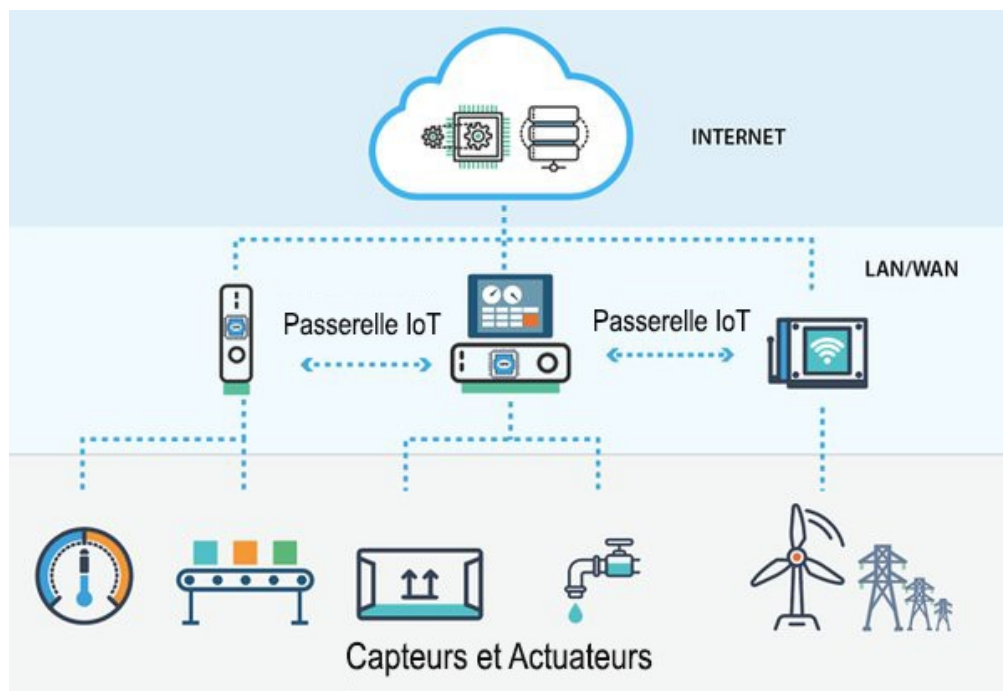 INTERNET
LAN/WAN
Passerelle IoT
Passerelle IoT
Capteurs et Actuateurs